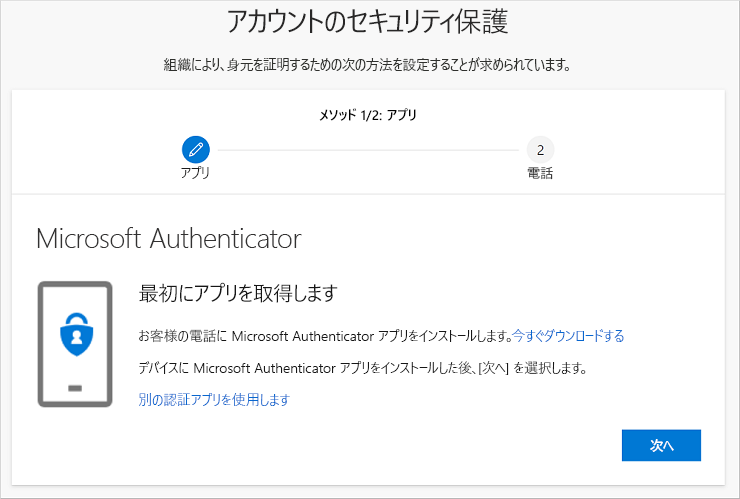 アカウントのセキュリティ保護
組織により、身元を証明するための次の方法を設定することが求められています。
メソッド 1/2: アプリ
2
アプリ
電話
Microsoft Authenticator
最初にアプリを取得します
お客様の電話に Microsoft Authenticator アプリをインストールします。今すぐダウンロードする
デバイスに Microsoft Authenticator アプリをインストールした後、[次へ] を選択します。
別の認証アプリを使用します
次へ